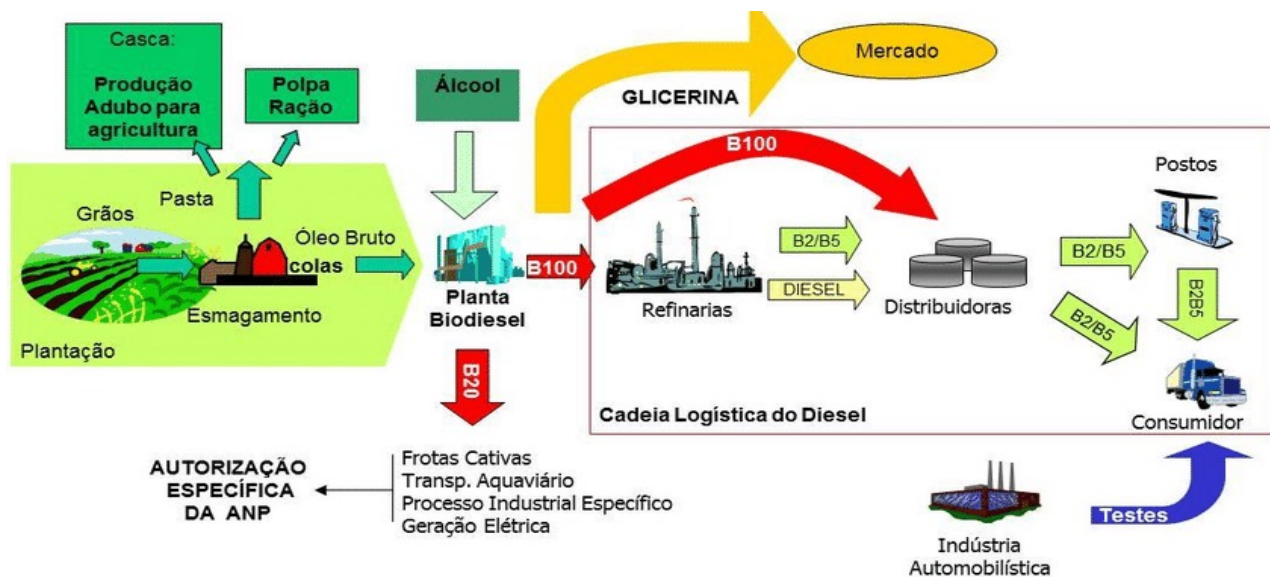 Casca:
Produção
Adubo para
agricultura
Polpa
Ração
Álcool
GLICERINA
Mercado
Grãos
Pasta
Óleo Bruto
colas
Esmagamento
Plantação
Planta
Biodiesel
B100
B100
B20
Refinarias
B2/B5
DIESEL
Distribuidoras
B2/B5
B2/B5
Postos
B2B5
Consumidor
Cadeia Logística do Diesel
AUTORIZAÇÃO
ESPECÍFICA
DA ANP
Frotas Cativas
Transp. Aquaviário
Processo Industrial Específico
Geração Elétrica
Indústria
Automobilística
Testes